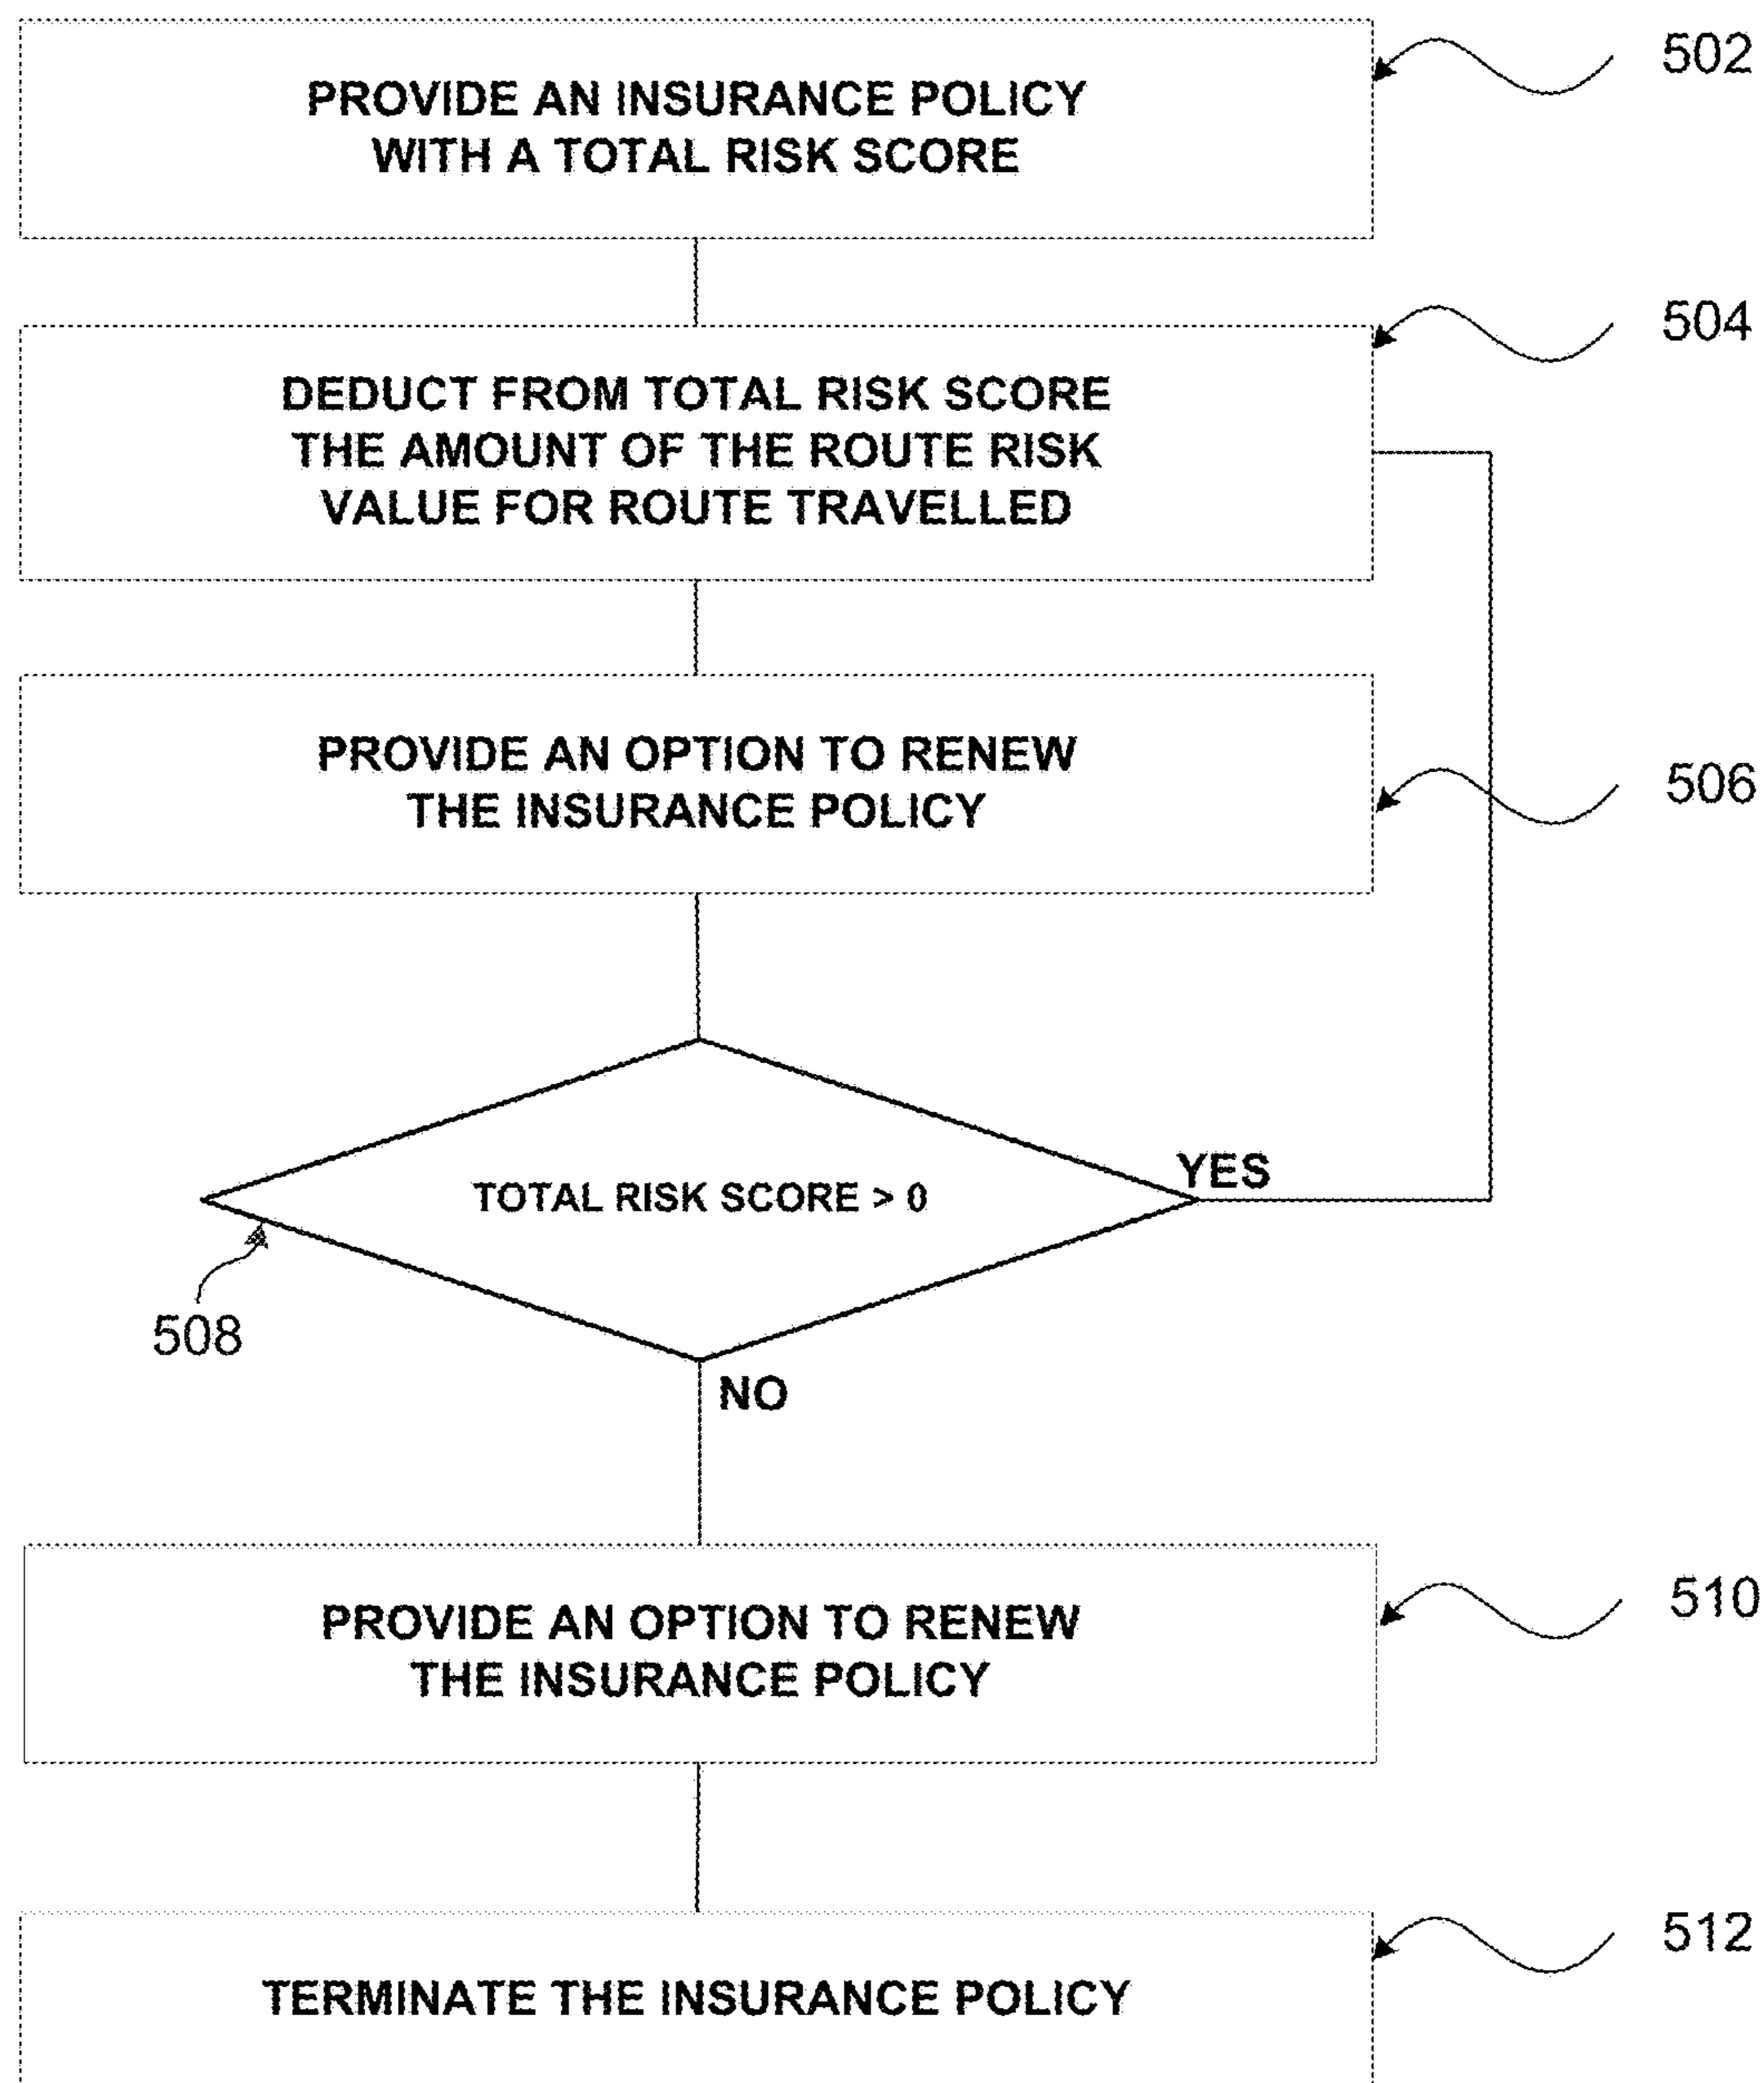 502
PROVIDE AN INSURANCE POLICY
WITH A TOTAL RISK SCORE
504
DEDUCT FROM TOTAL RISK SCORE
THE AMOUNT OF THE ROUTE RISK
VALUE FOR ROUTE TRAVELLED
506
PROVIDE AN OPTION TO RENEW
THE INSURANCE POLICY
YES
TOTAL RISK SCORE > 0
508
NO
510
PROVIDE AN OPTION TO RENEW
THE INSURANCE POLICY
512
TERMINATE THE INSURANCE POLICY